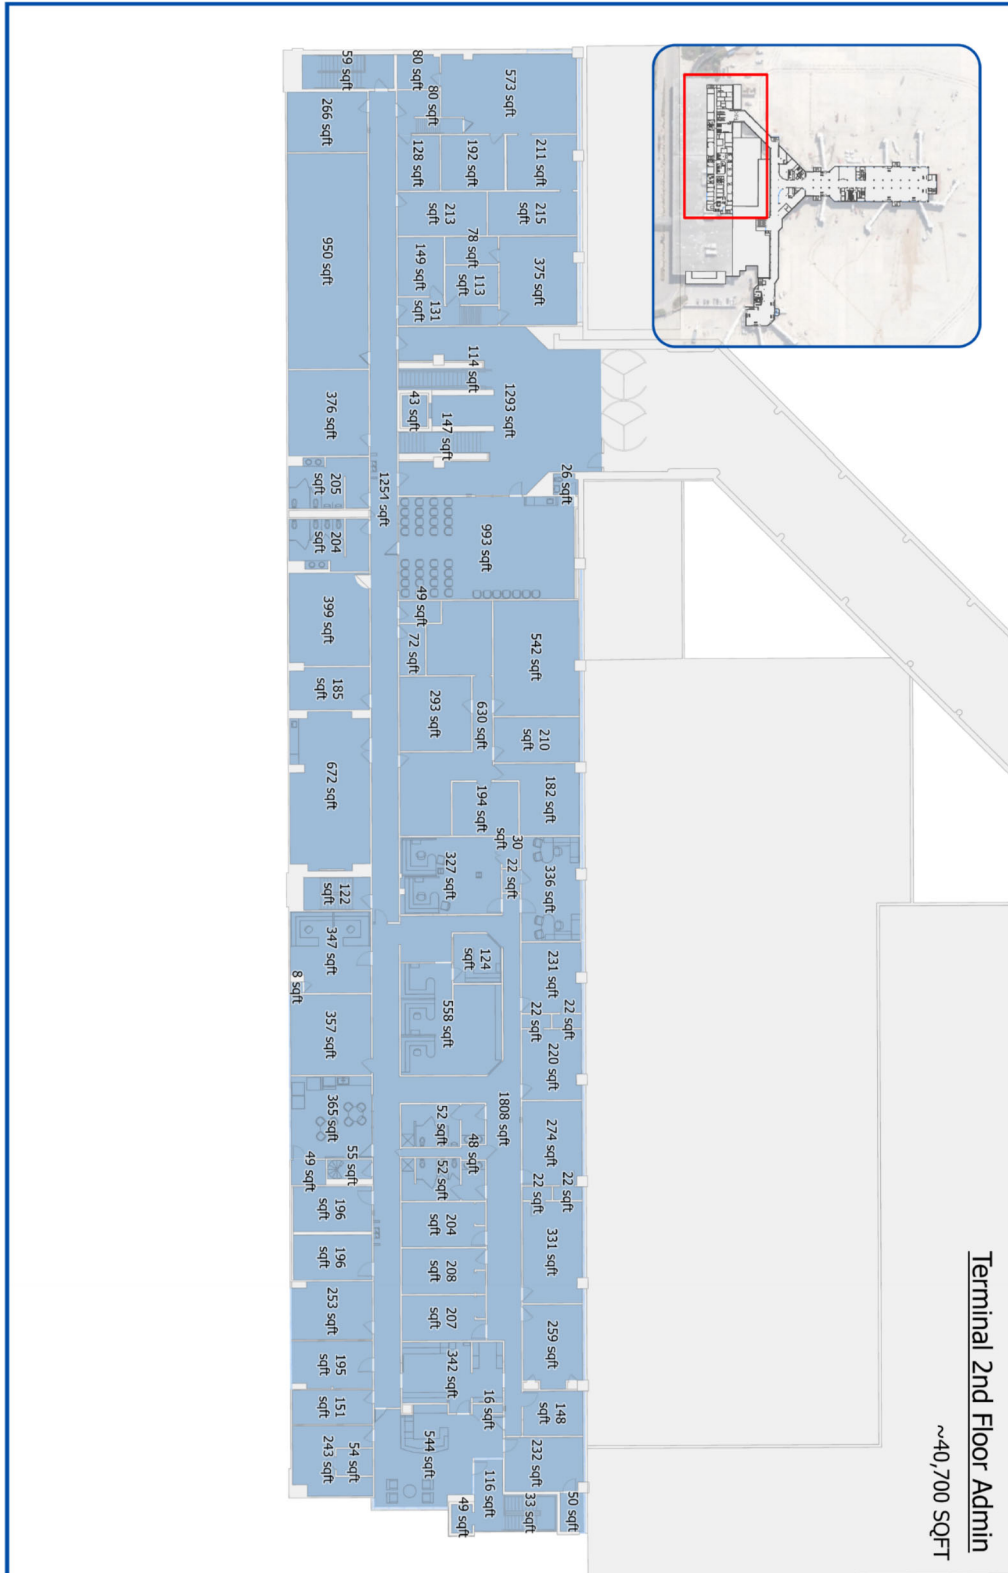 Terminal 2nd Floor Admin
~40,700 SQFT
59 sqft
80 sqft
80 sqft
573 sqft
266 sqft
128 sqft
192 sqft
211 sqft
213
sqft
215
sqft
950 sqft
78
sqft
149 sqft
113
sqft
375 sqft
131
sqft
114 sqft
1293 sqft
376 sqft
43 sqft
147 sqft
205
sqft
1254 sqft
26 sqft
204
sqft
993 sqft
399 sqft
49 sqft
72 sqft
542 sqft
185
sqft
293 sqft
630 sqft
210
sqft
672 sqft
194 sqft
182 sqft
30
sqft
327 sqft
22 sqft
336 sqft
122
sqft
347 sqft
124
sqft
231 sqft
8 sqft
357 sqft
558 sqft
22 sqft
22 sqft
220 sqft
365 sqft
52 sqft
1808 sqft
274 sqft
55 sqft
48 sqft
49 sqft
52 sqft
22 sqft
22 sqft
196
sqft
204
sqft
331 sqft
196
sqft
208
sqft
253 sqft
207
sqft
259 sqft
195
sqft
342 sqft
151
sqft
16 sqft
148
sqft
243 sqft
54 sqft
544 sqft
232 sqft
116 sqft
49 sqft
33 sqft
50 sqft